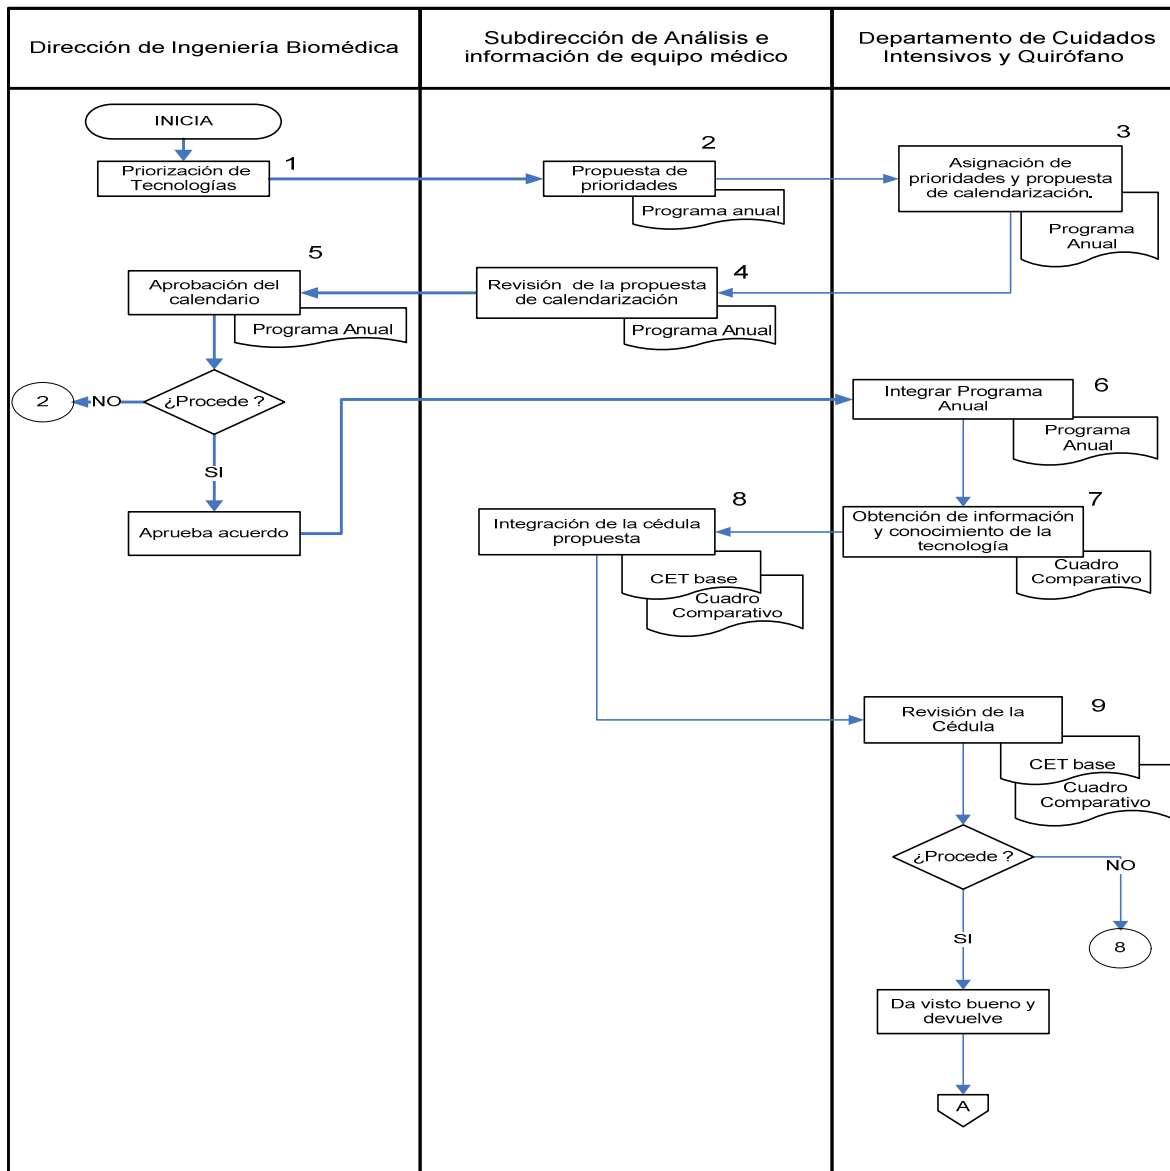 Dirección de Ingeniería Biomédica
Subdirección de Análisis e
información de equipo médico
Departamento de Cuidados
Intensivos y Quirófano
INICIA
1
Priorización de
Tecnologías
2
Propuesta de
prioridades
Programa anual
3
Asignación de
prioridades y propuesta
de calendarización.
Programa
Anual
4
Revisión de la propuesta
de calendarización
Programa Anual
5
Aprobación del
calendario
Programa Anual
¿Procede ?
NO
2
SI
Aprueba acuerdo
6
Integrar Programa
Anual
Programa
Anual
7
Obtención de información
y conocimiento de la
tecnología
Cuadro
Comparativo
8
Integración de la cédula
propuesta
CET base
Cuadro
Comparativo
9
Revisión de la
Cédula
CET base
Cuadro
Comparativo
¿Procede ?
NO
8
SI
Da visto bueno y
devuelve
A